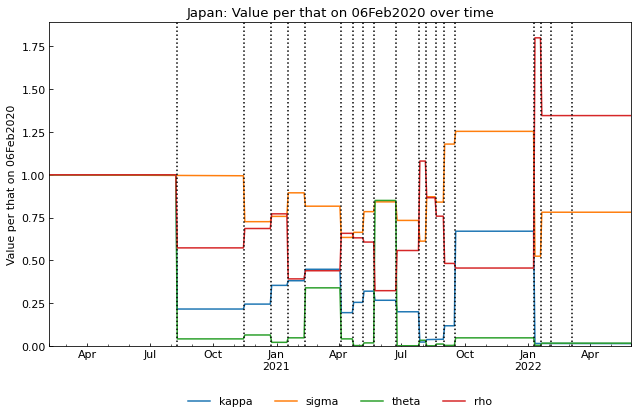 Japan: Value per that on 06Feb2020 over time
Value per that on 06Feb2020
1.75
1.50
1.25
1.00
0.75
0.50
0.25
0.00
Apr Jul Oct Jan Apr Jul Oct Jan Apr
2021 2022
kappa sigma theta rho